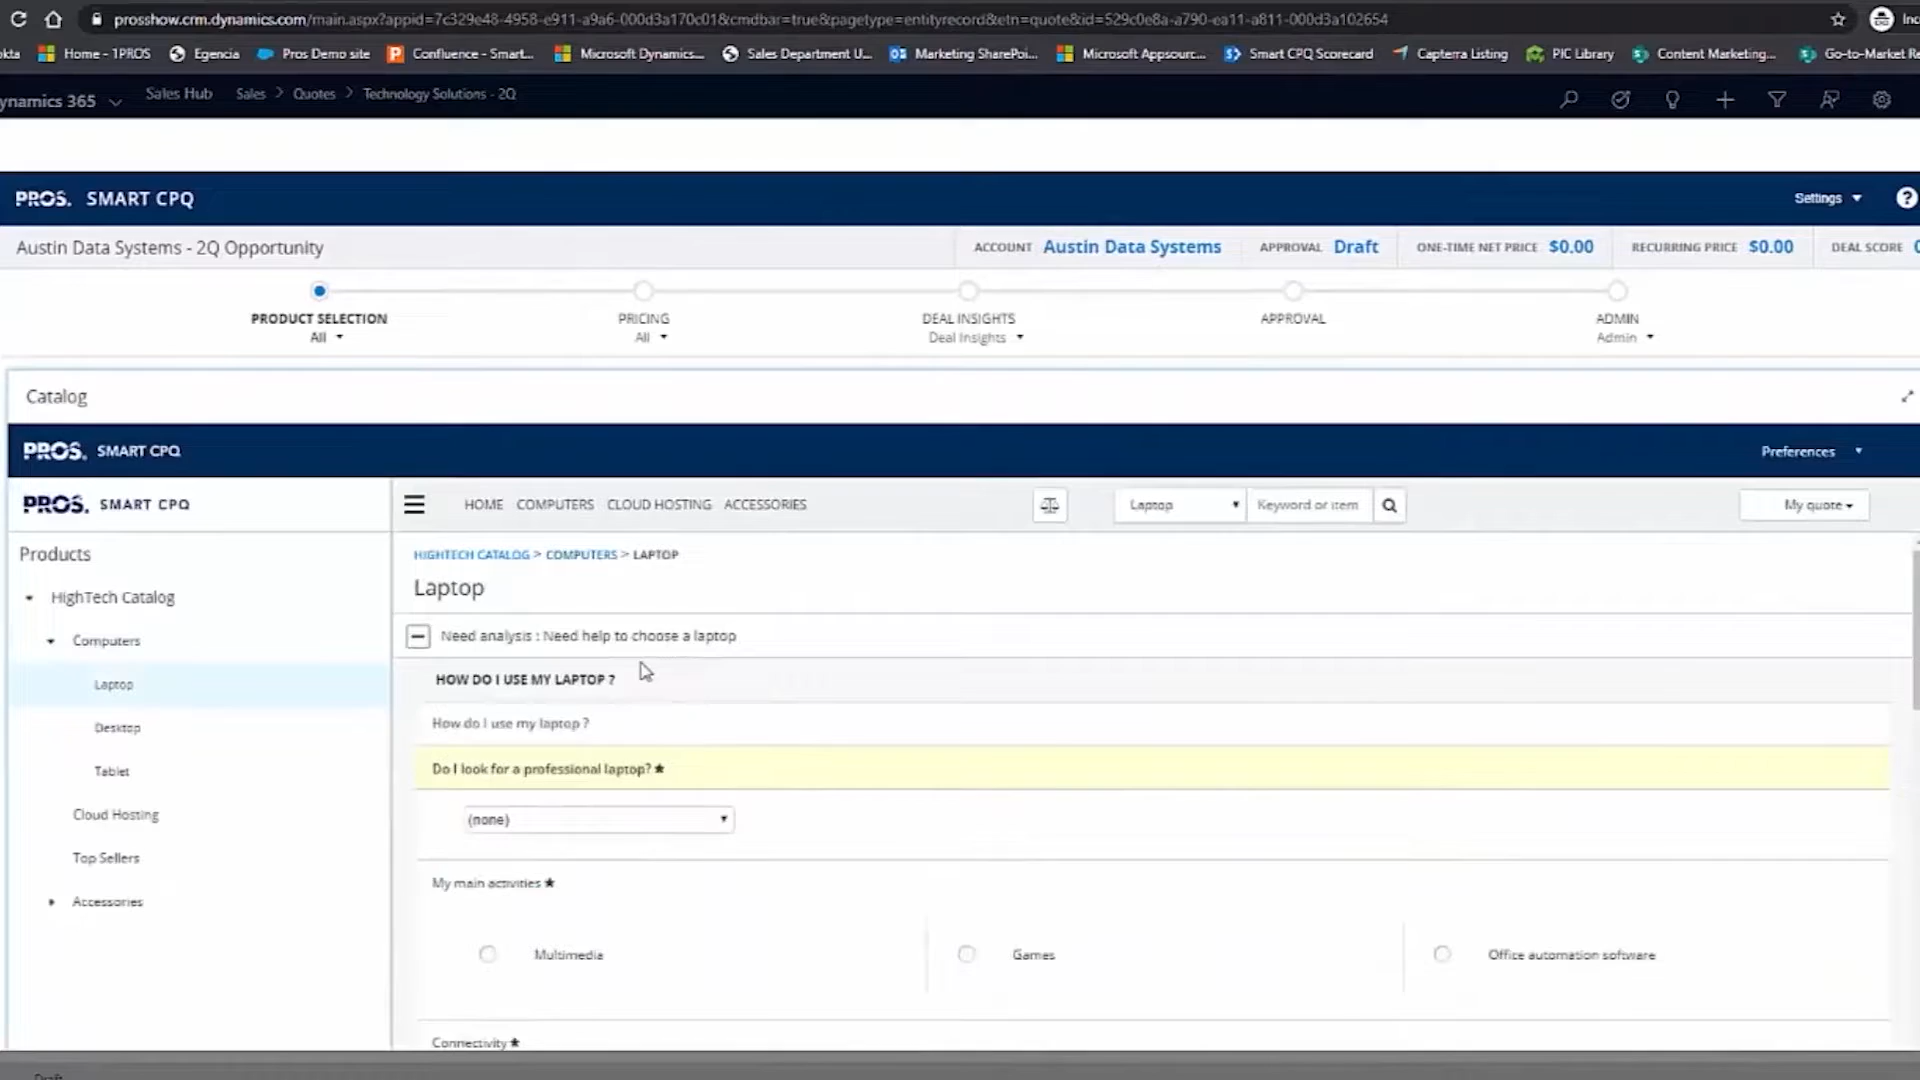 prosshow.crm.dynamics.com/main.aspx?appid=7c329e48-4958-e911-a9a6-000d3a170c01&cmdbar=true&pagetype=entityrecord&etn=quote&id=529c0e8a-a790-ea11-a811-000d3a102654
Inc
okta Home - 1PROS Egencia Pros Demo site Confluence - Smart... Microsoft Dynamics... Sales Department U... Marketing SharePoi... Microsoft Appsourc... Smart CPQ Scorecard Capterra Listing PIC Library Content Marketing... Go-to-Market Re
ynamics 365 Sales Hub Sales > Quotes > Technology Solutions - 2Q
PROS. SMART CPQ Settings ?
Austin Data Systems - 2Q Opportunity ACCOUNT Austin Data Systems APPROVAL Draft ONE-TIME NET PRICE $0.00 RECURRING PRICE $0.00 DEAL SCORE
PRODUCT SELECTION PRICING DEAL INSIGHTS APPROVAL ADMIN
All All Deal Insights Admin
Catalog
PROS. SMART CPQ Preferences
PROS. SMART CPQ HOME COMPUTERS CLOUD HOSTING ACCESSORIES Laptop Keyword or item My quote
Products
HIGHTECH CATALOG > COMPUTERS > LAPTOP
Laptop
HighTech Catalog
Computers
Laptop
Desktop
Tablet
Cloud Hosting
Top Sellers
Accessories
Need analysis : Need help to choose a laptop
HOW DO I USE MY LAPTOP ?
How do I use my laptop ?
Do I look for a professional laptop? ★
(none)
My main activities ★
Multimedia Games Office automation software
Connectivity ★
Draft